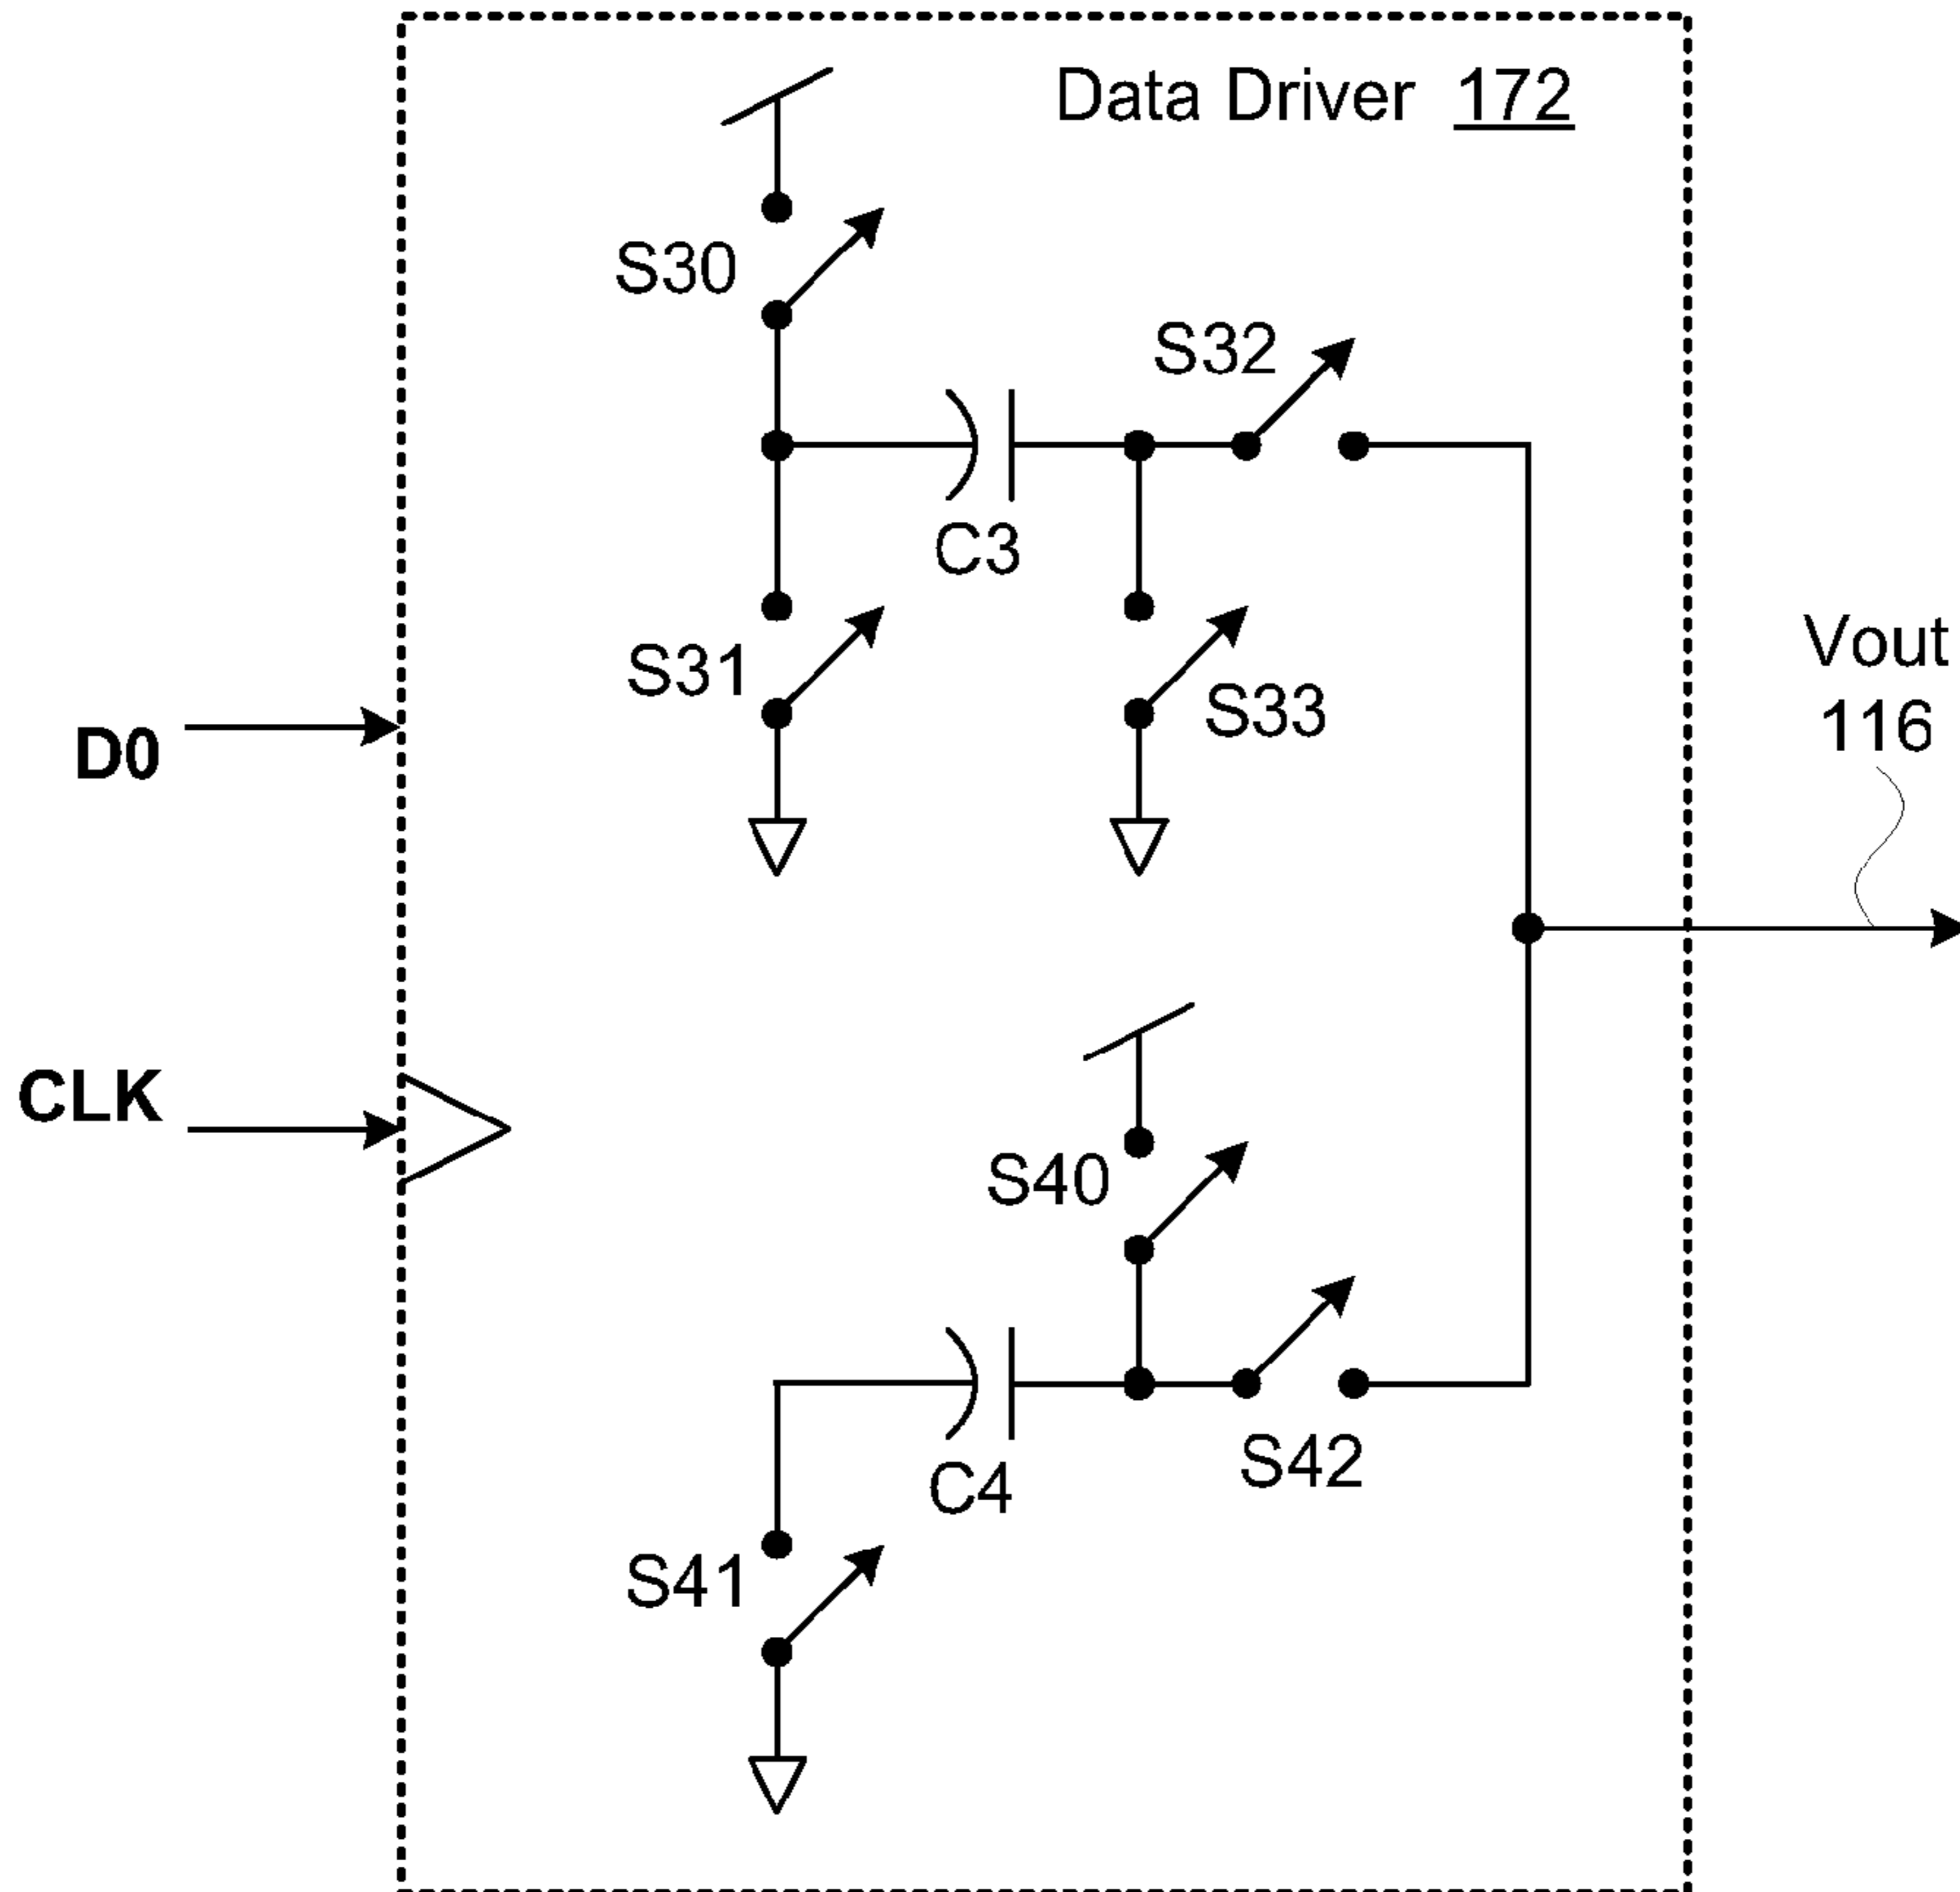 Data Driver 172
S30
S32
C3
S31
S33
Vout
116
D0
CLK
S40
C4
S42
S41